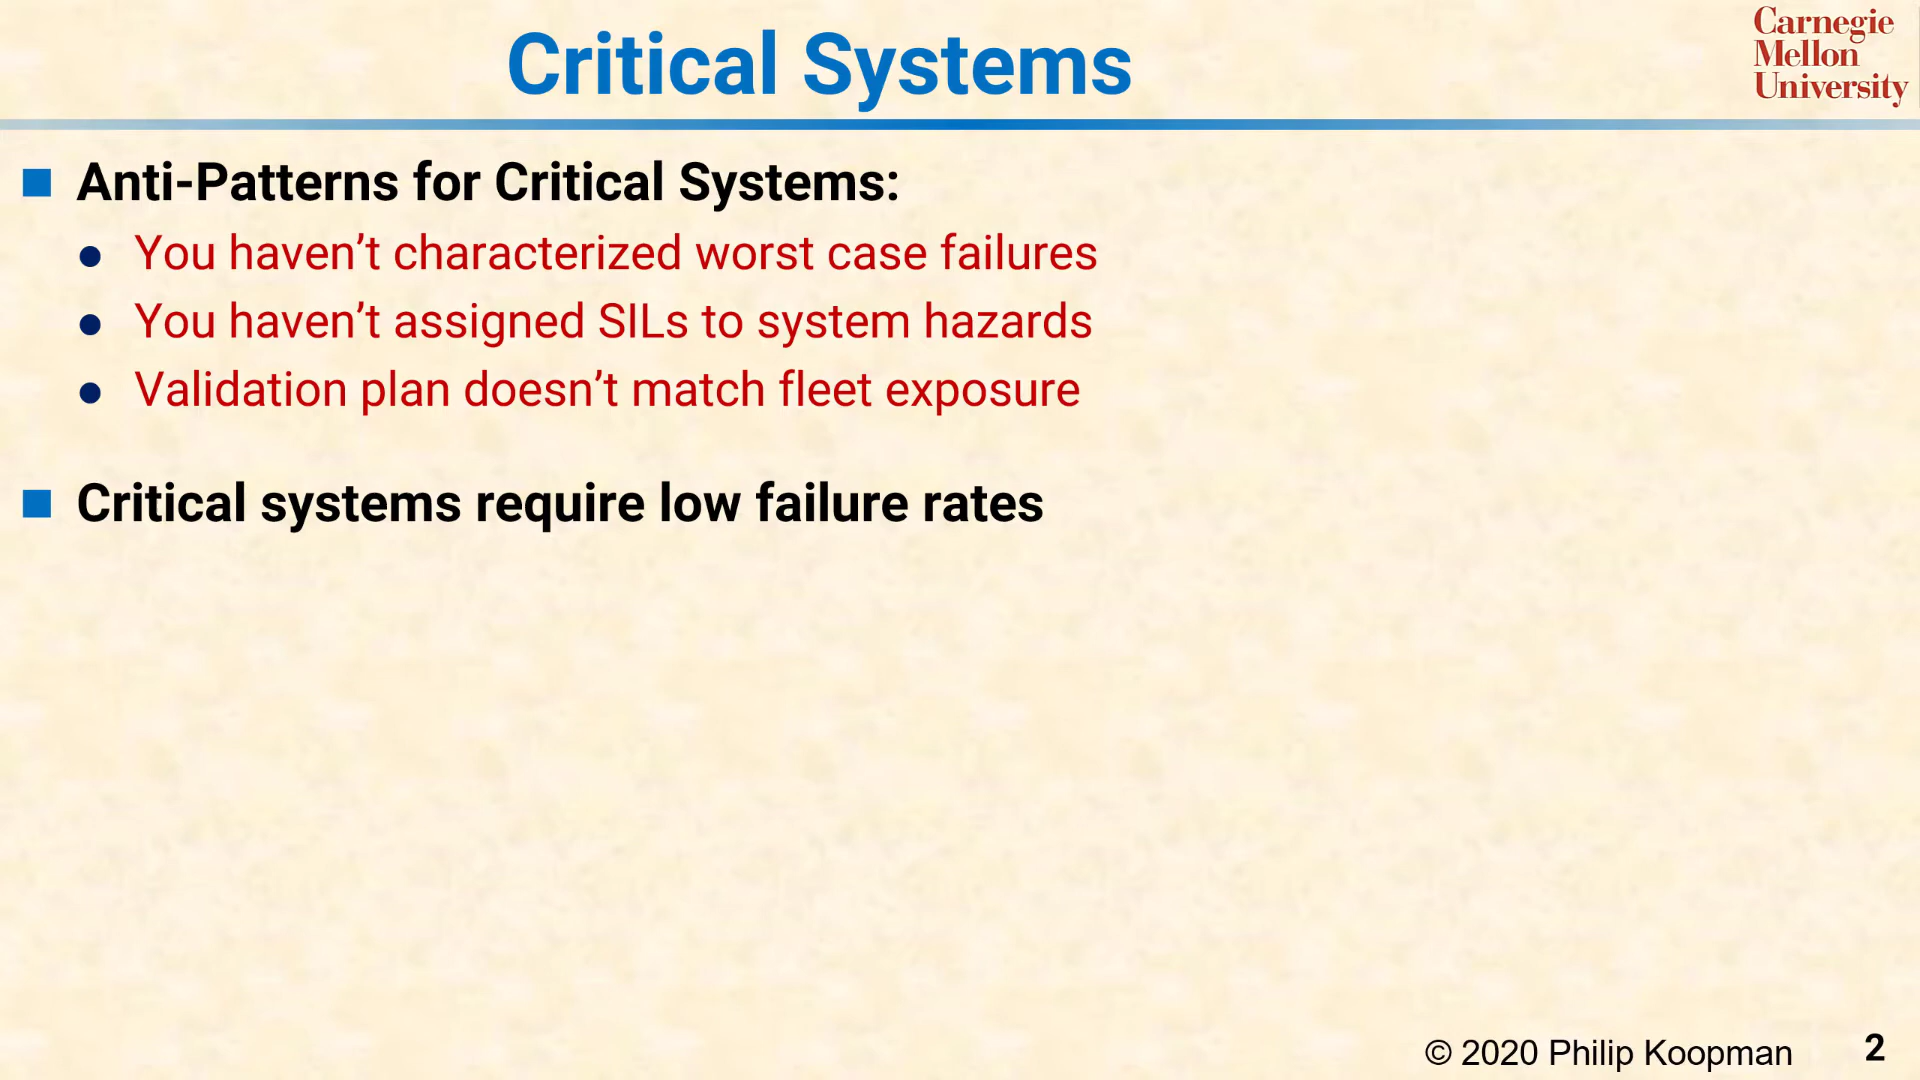 Critical Systems
Carnegie
Mellon
University
Anti-Patterns for Critical Systems:
You haven’t characterized worst case failures
You haven’t assigned SILs to system hazards
Validation plan doesn’t match fleet exposure
Critical systems require low failure rates
© 2020 Philip Koopman
2